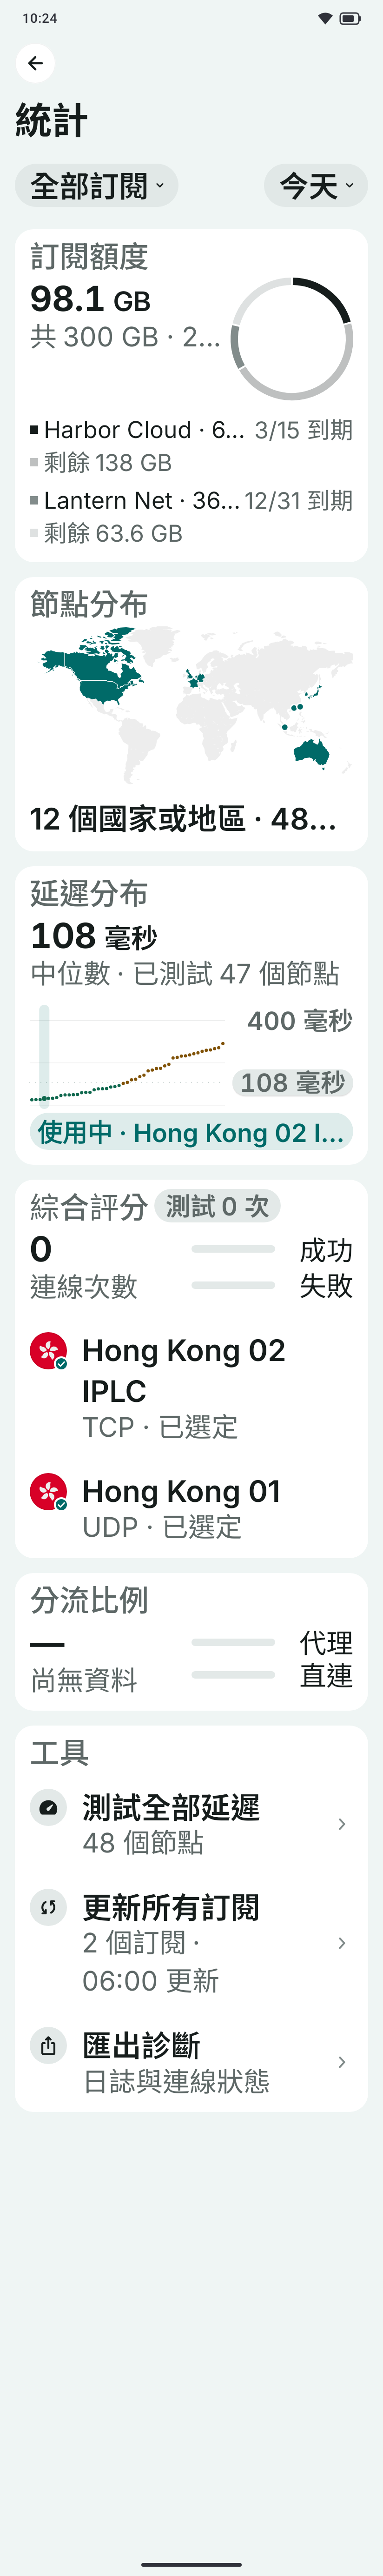 10:24
統計
全部訂閱
今天
訂閱額度
98.1 GB
共 300 GB · 2…
Harbor Cloud · 6… 3/15 到期
剩餘 138 GB
Lantern Net · 36… 12/31 到期
剩餘 63.6 GB
節點分布
12 個國家或地區 · 48…
延遲分布
108 毫秒
中位數 · 已測試 47 個節點
400 毫秒
108 毫秒
使用中 · Hong Kong 02 I…
綜合評分 測試 0 次
0
連線次數
成功
失敗
Hong Kong 02
IPLC
TCP · 已選定
Hong Kong 01
UDP · 已選定
分流比例
—
尚無資料
代理
直連
工具
測試全部延遲
48 個節點
更新所有訂閱
2 個訂閱 ·
06:00 更新
匯出診斷
日誌與連線狀態